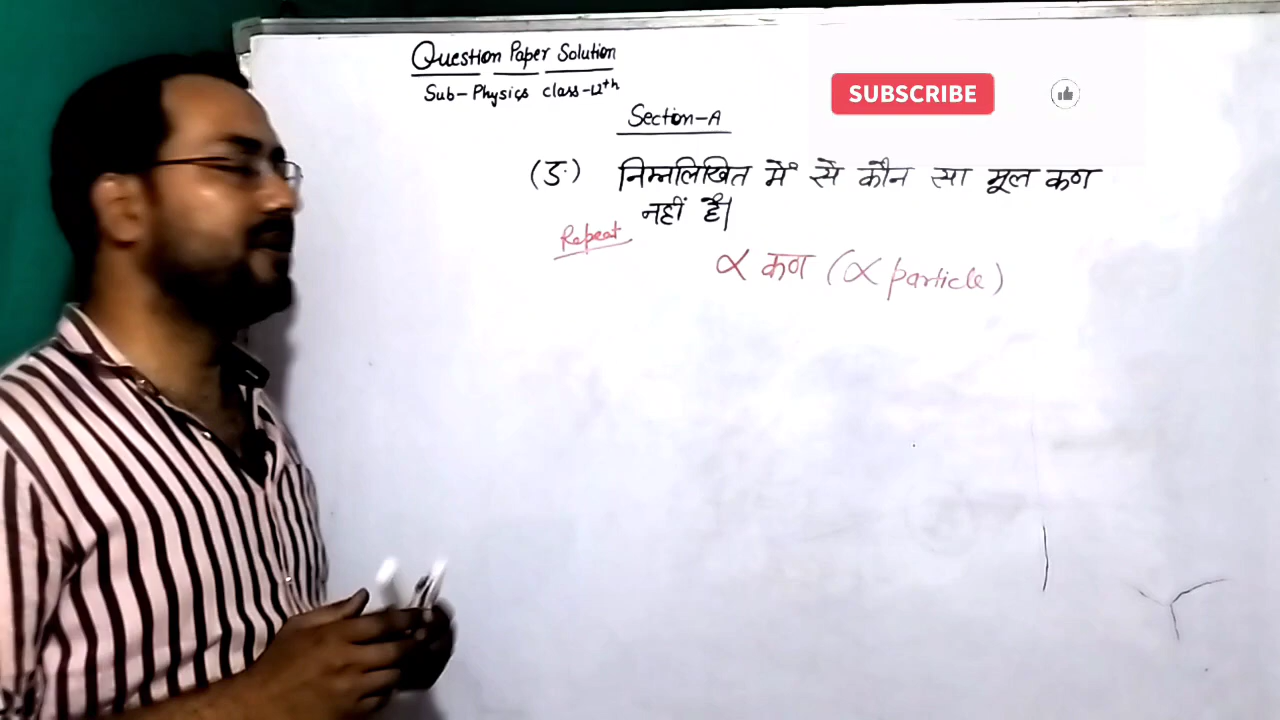 Question Paper Solution
Sub-Physics class-12th
SUBSCRIBE
Section-A
(ङ) निम्नलिखित में से कौन सा मूल कण
नहीं है।
Repeat
α कण (α particle)